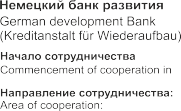 Немецкий банк развития
German development Bank
(Kreditanstalt für Wiederaufbau)
Начало сотрудничества
Commencement of cooperation in
Направление сотрудничества:
Area of cooperation: